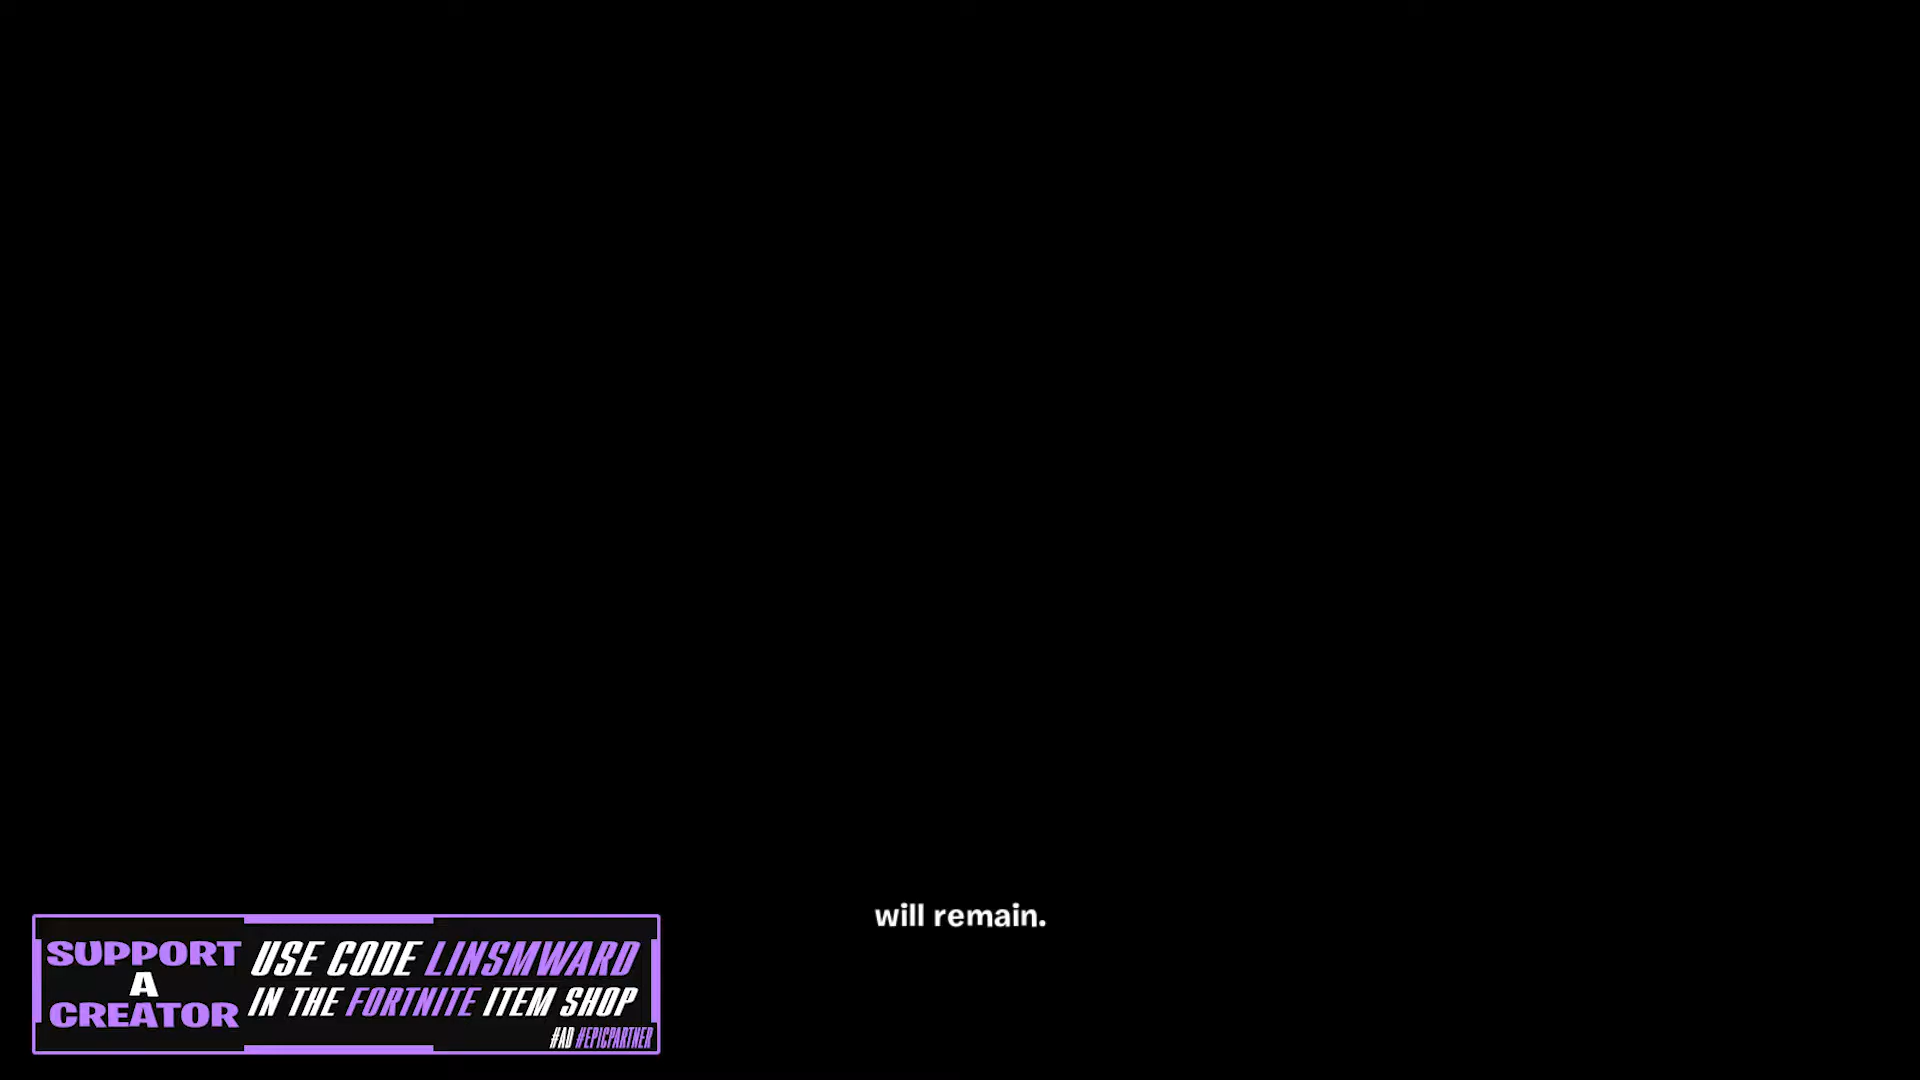 will remain.
SUPPORT
A
CREATOR
USE CODE LINSMWARD
IN THE FORTNITE ITEM SHOP
#AD #EPICPARTNER